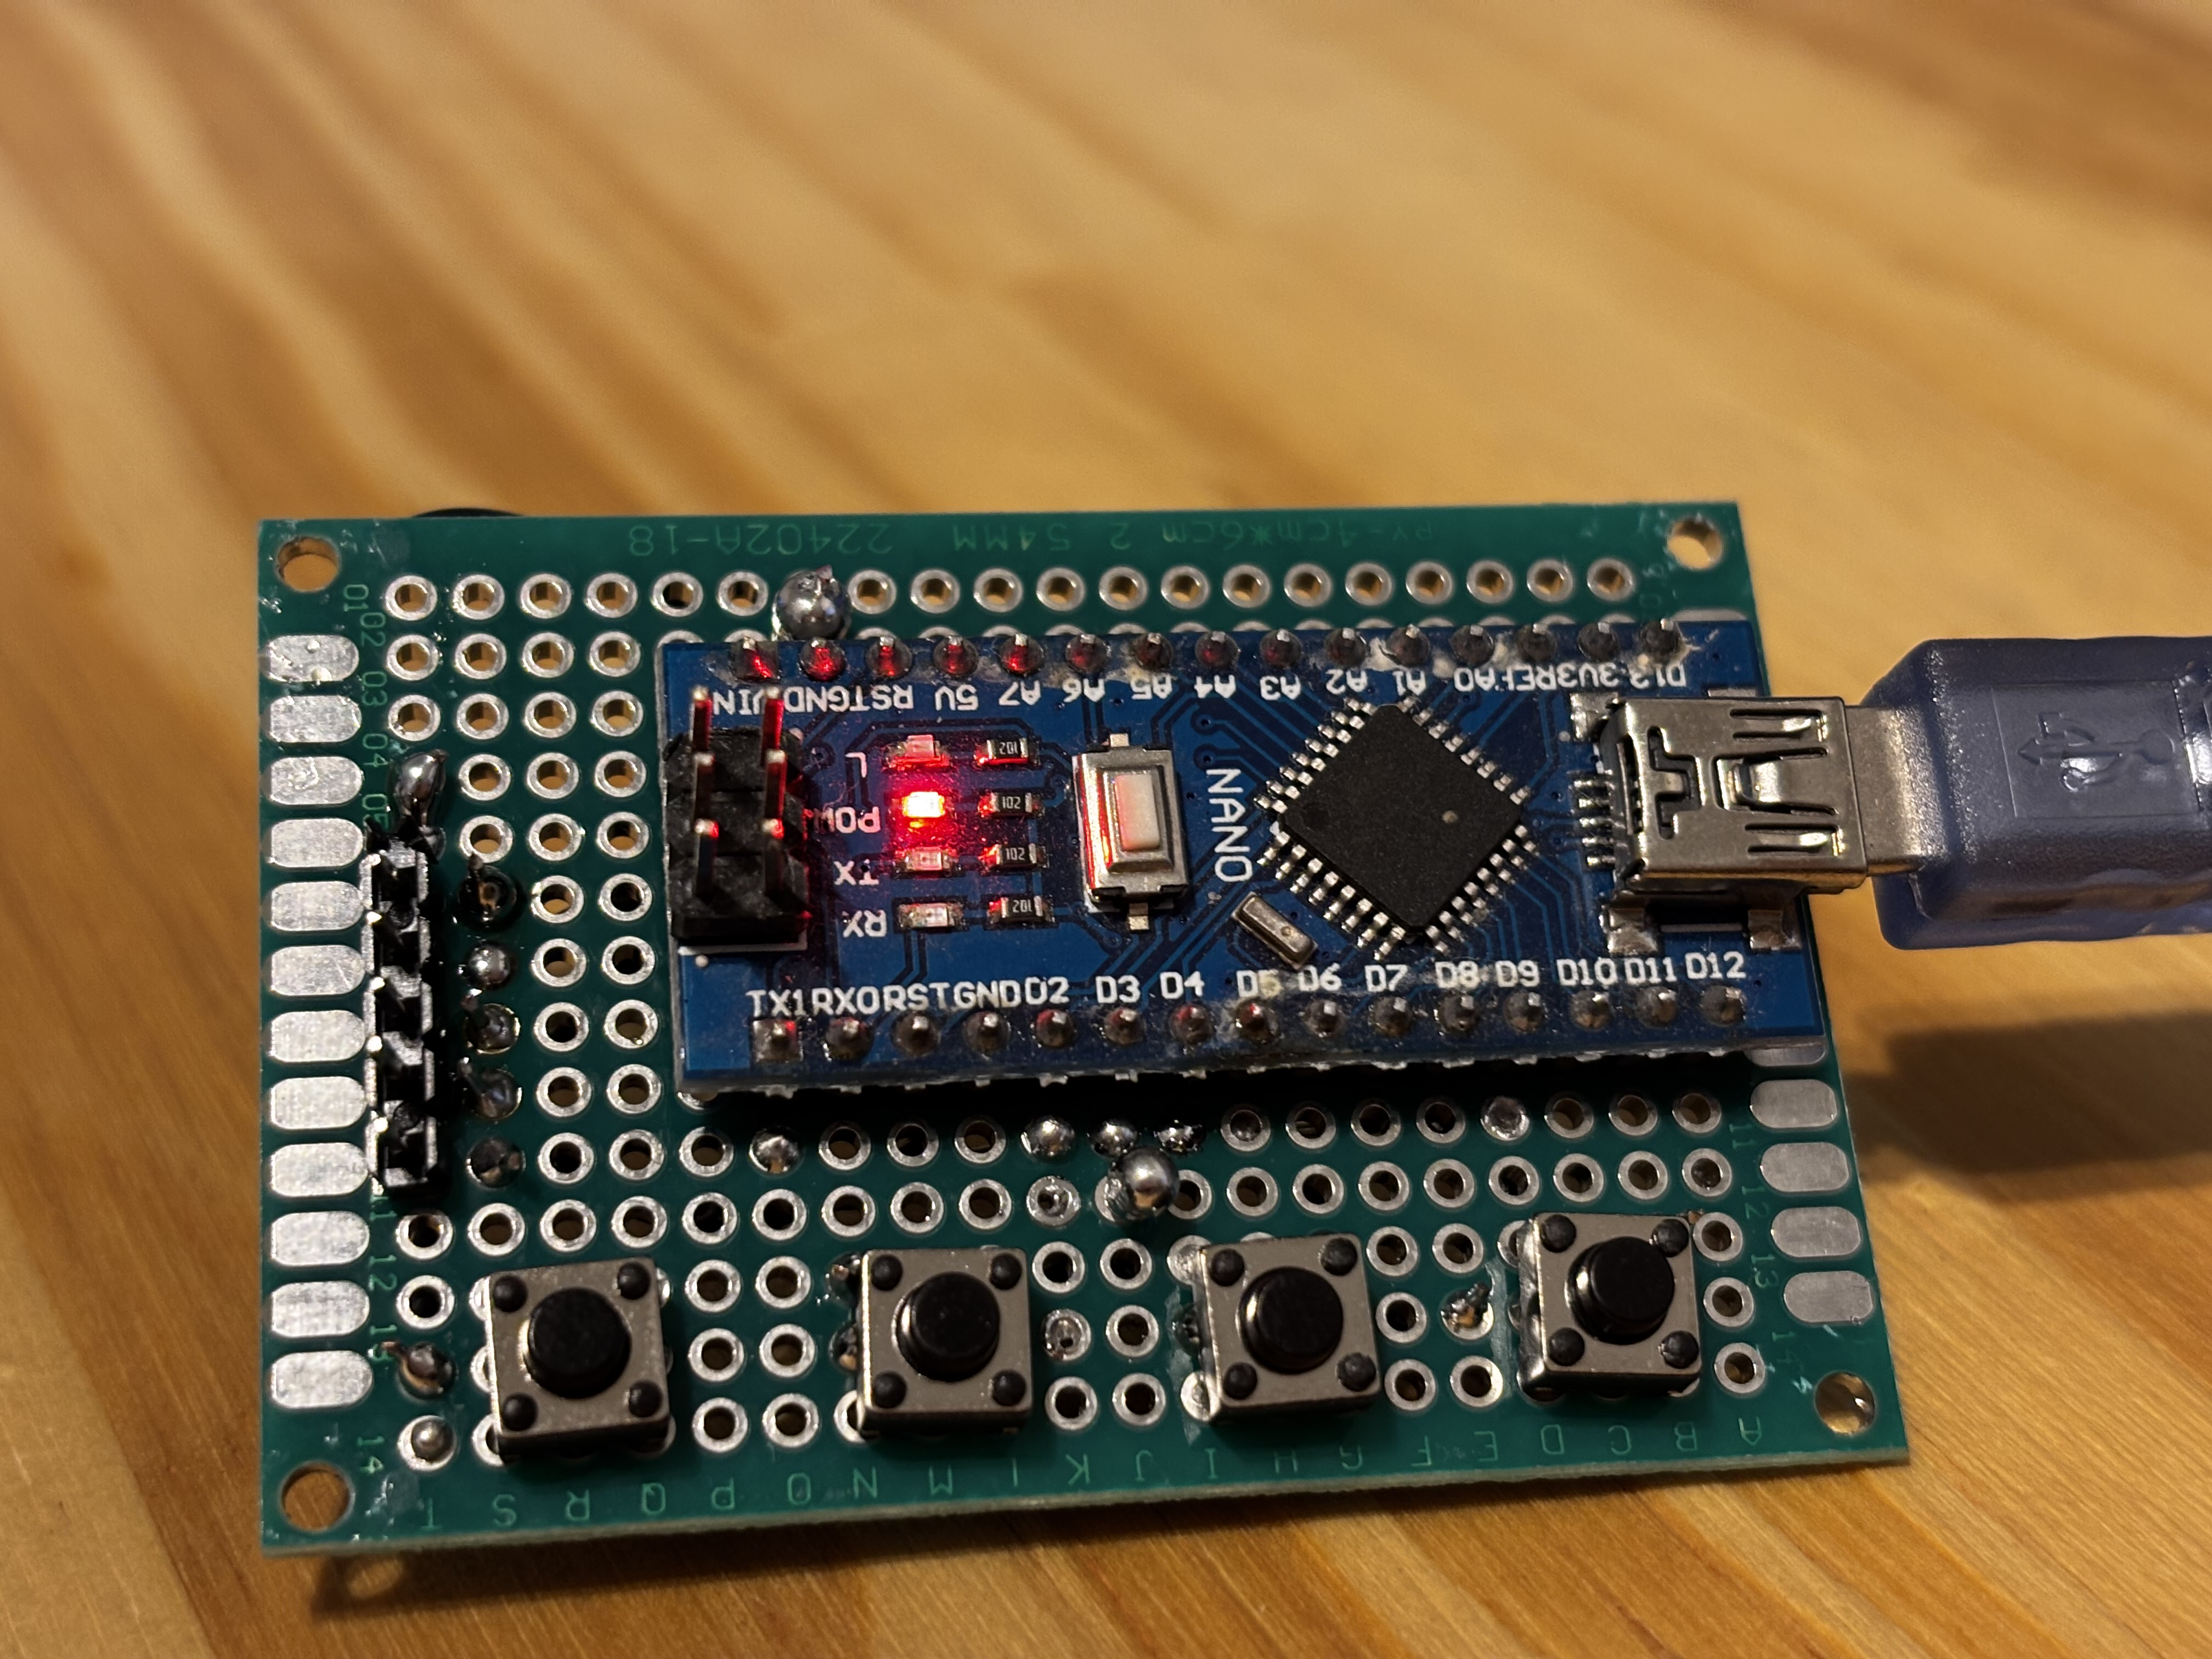 PY-4cm*6cm 2 54MM 22402A-18
01
02
03
04
05
VIN GND RST 5V A7 A6 A5 A4 A3 A2 A1 A0 REF 3V3 D13
L
POW
TX
RX
102
102
NANO
TX1 RX0 RST GND D2 D3 D4 D5 D6 D7 D8 D9 D10 D11 D12
11
12
13
14
11
12
13
14
T S R Q P O N M L K J I H G F E D C B A